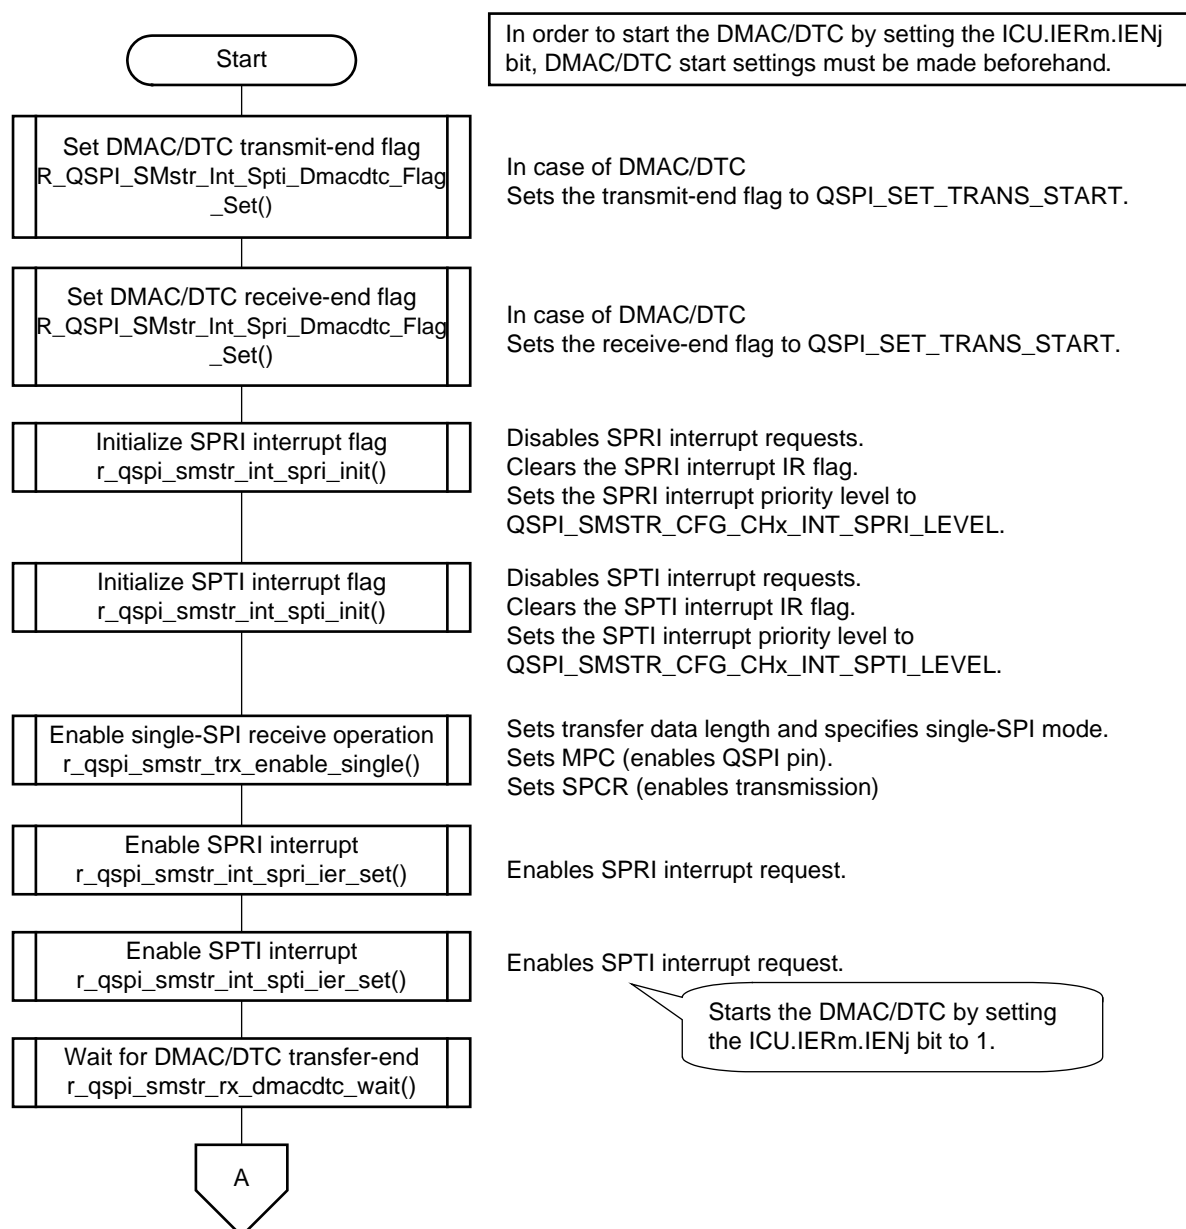 In order to start the DMAC/DTC by setting the ICU.IERm.IENj
bit, DMAC/DTC start settings must be made beforehand.
Start
Set DMAC/DTC transmit-end flag
R_QSPI_SMstr_Int_Spti_Dmacdtc_Flag
_Set()
In case of DMAC/DTC
Sets the transmit-end flag to QSPI_SET_TRANS_START.
Set DMAC/DTC receive-end flag
R_QSPI_SMstr_Int_Spri_Dmacdtc_Flag
_Set()
In case of DMAC/DTC
Sets the receive-end flag to QSPI_SET_TRANS_START.
Initialize SPRI interrupt flag
r_qspi_smstr_int_spri_init()
Disables SPRI interrupt requests.
Clears the SPRI interrupt IR flag.
Sets the SPRI interrupt priority level to
QSPI_SMSTR_CFG_CHx_INT_SPRI_LEVEL.
Initialize SPTI interrupt flag
r_qspi_smstr_int_spti_init()
Disables SPTI interrupt requests.
Clears the SPTI interrupt IR flag.
Sets the SPTI interrupt priority level to
QSPI_SMSTR_CFG_CHx_INT_SPTI_LEVEL.
Enable single-SPI receive operation
r_qspi_smstr_trx_enable_single()
Sets transfer data length and specifies single-SPI mode.
Sets MPC (enables QSPI pin).
Sets SPCR (enables transmission)
Enable SPRI interrupt
r_qspi_smstr_int_spri_ier_set()
Enables SPRI interrupt request.
Enable SPTI interrupt
r_qspi_smstr_int_spti_ier_set()
Enables SPTI interrupt request.
Starts the DMAC/DTC by setting
the ICU.IERm.IENj bit to 1.
Wait for DMAC/DTC transfer-end
r_qspi_smstr_rx_dmacdtc_wait()
A